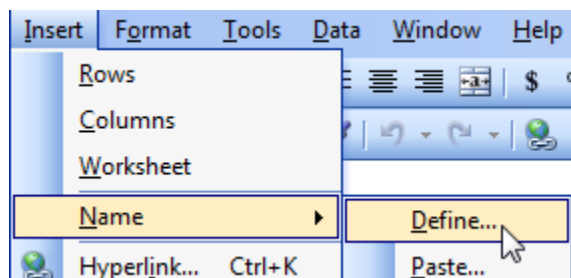 Insert Format Tools Data Window Help
Rows
$
Columns
Worksheet
Name Define...
Hyperlink... Ctrl+K Paste...